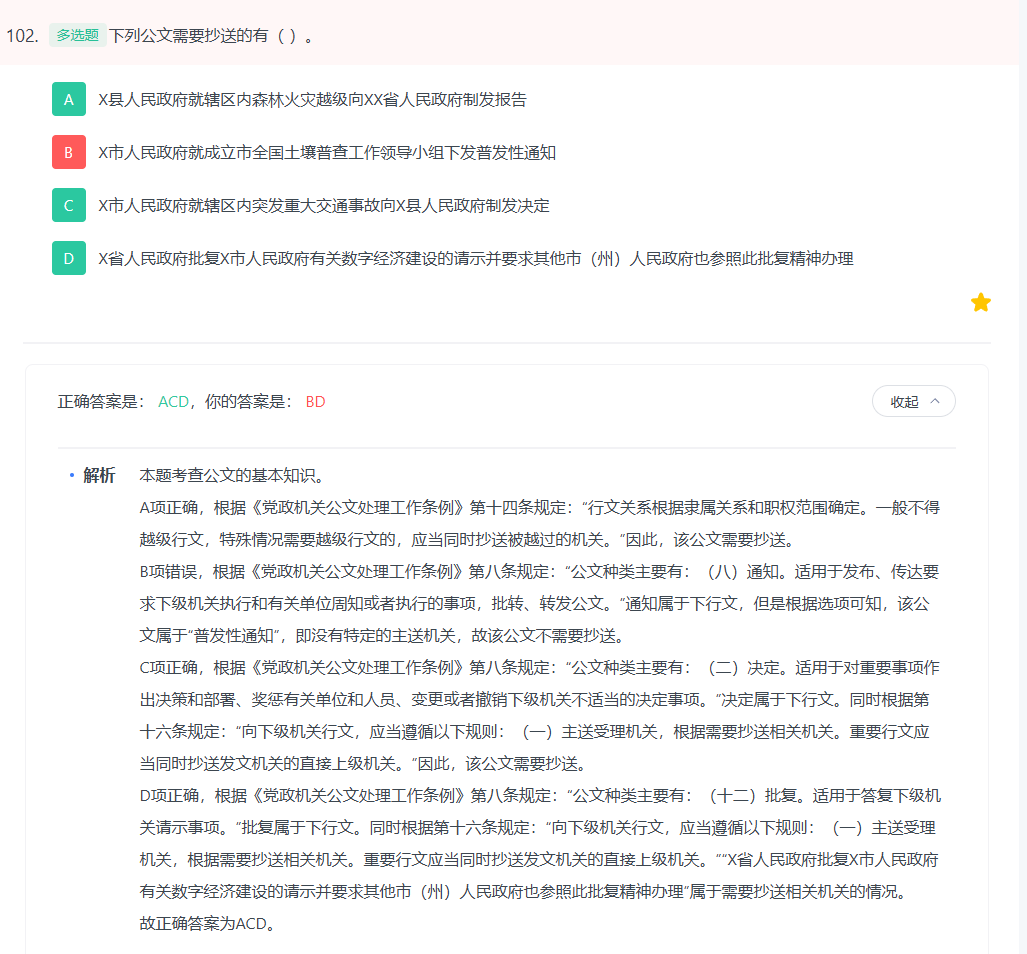 102. 多选题 下列公文需要抄送的有（ ）。
A X县人民政府就辖区内森林火灾越级向XX省人民政府制发报告
B X市人民政府就成立市全国土壤普查工作领导小组下发普发性通知
C X市人民政府就辖区内突发重大交通事故向X县人民政府制发决定
D X省人民政府批复X市人民政府有关数字经济建设的请示并要求其他市（州）人民政府也参照此批复精神办理
正确答案是： ACD，你的答案是： BD
收起
解析 本题考查公文的基本知识。
A项正确，根据《党政机关公文处理工作条例》第十四条规定：“行文关系根据隶属关系和职权范围确定。一般不得
越级行文，特殊情况需要越级行文的，应当同时抄送被越过的机关。”因此，该公文需要抄送。
B项错误，根据《党政机关公文处理工作条例》第八条规定：“公文种类主要有：（八）通知。适用于发布、传达要
求下级机关执行和有关单位周知或者执行的事项，批转、转发公文。”通知属于下行文，但是根据选项可知，该公
文属于“普发性通知”，即没有特定的主送机关，故该公文不需要抄送。
C项正确，根据《党政机关公文处理工作条例》第八条规定：“公文种类主要有：（二）决定。适用于对重要事项作
出决策和部署、奖惩有关单位和人员、变更或者撤销下级机关不适当的决定事项。”决定属于下行文。同时根据第
十六条规定：“向下级机关行文，应当遵循以下规则：（一）主送受理机关，根据需要抄送相关机关。重要行文应
当同时抄送发文机关的直接上级机关。”因此，该公文需要抄送。
D项正确，根据《党政机关公文处理工作条例》第八条规定：“公文种类主要有：（十二）批复。适用于答复下级机
关请示事项。”批复属于下行文。同时根据第十六条规定：“向下级机关行文，应当遵循以下规则：（一）主送受理
机关，根据需要抄送相关机关。重要行文应当同时抄送发文机关的直接上级机关。”“X省人民政府批复X市人民政府
有关数字经济建设的请示并要求其他市（州）人民政府也参照此批复精神办理”属于需要抄送相关机关的情况。
故正确答案为ACD。